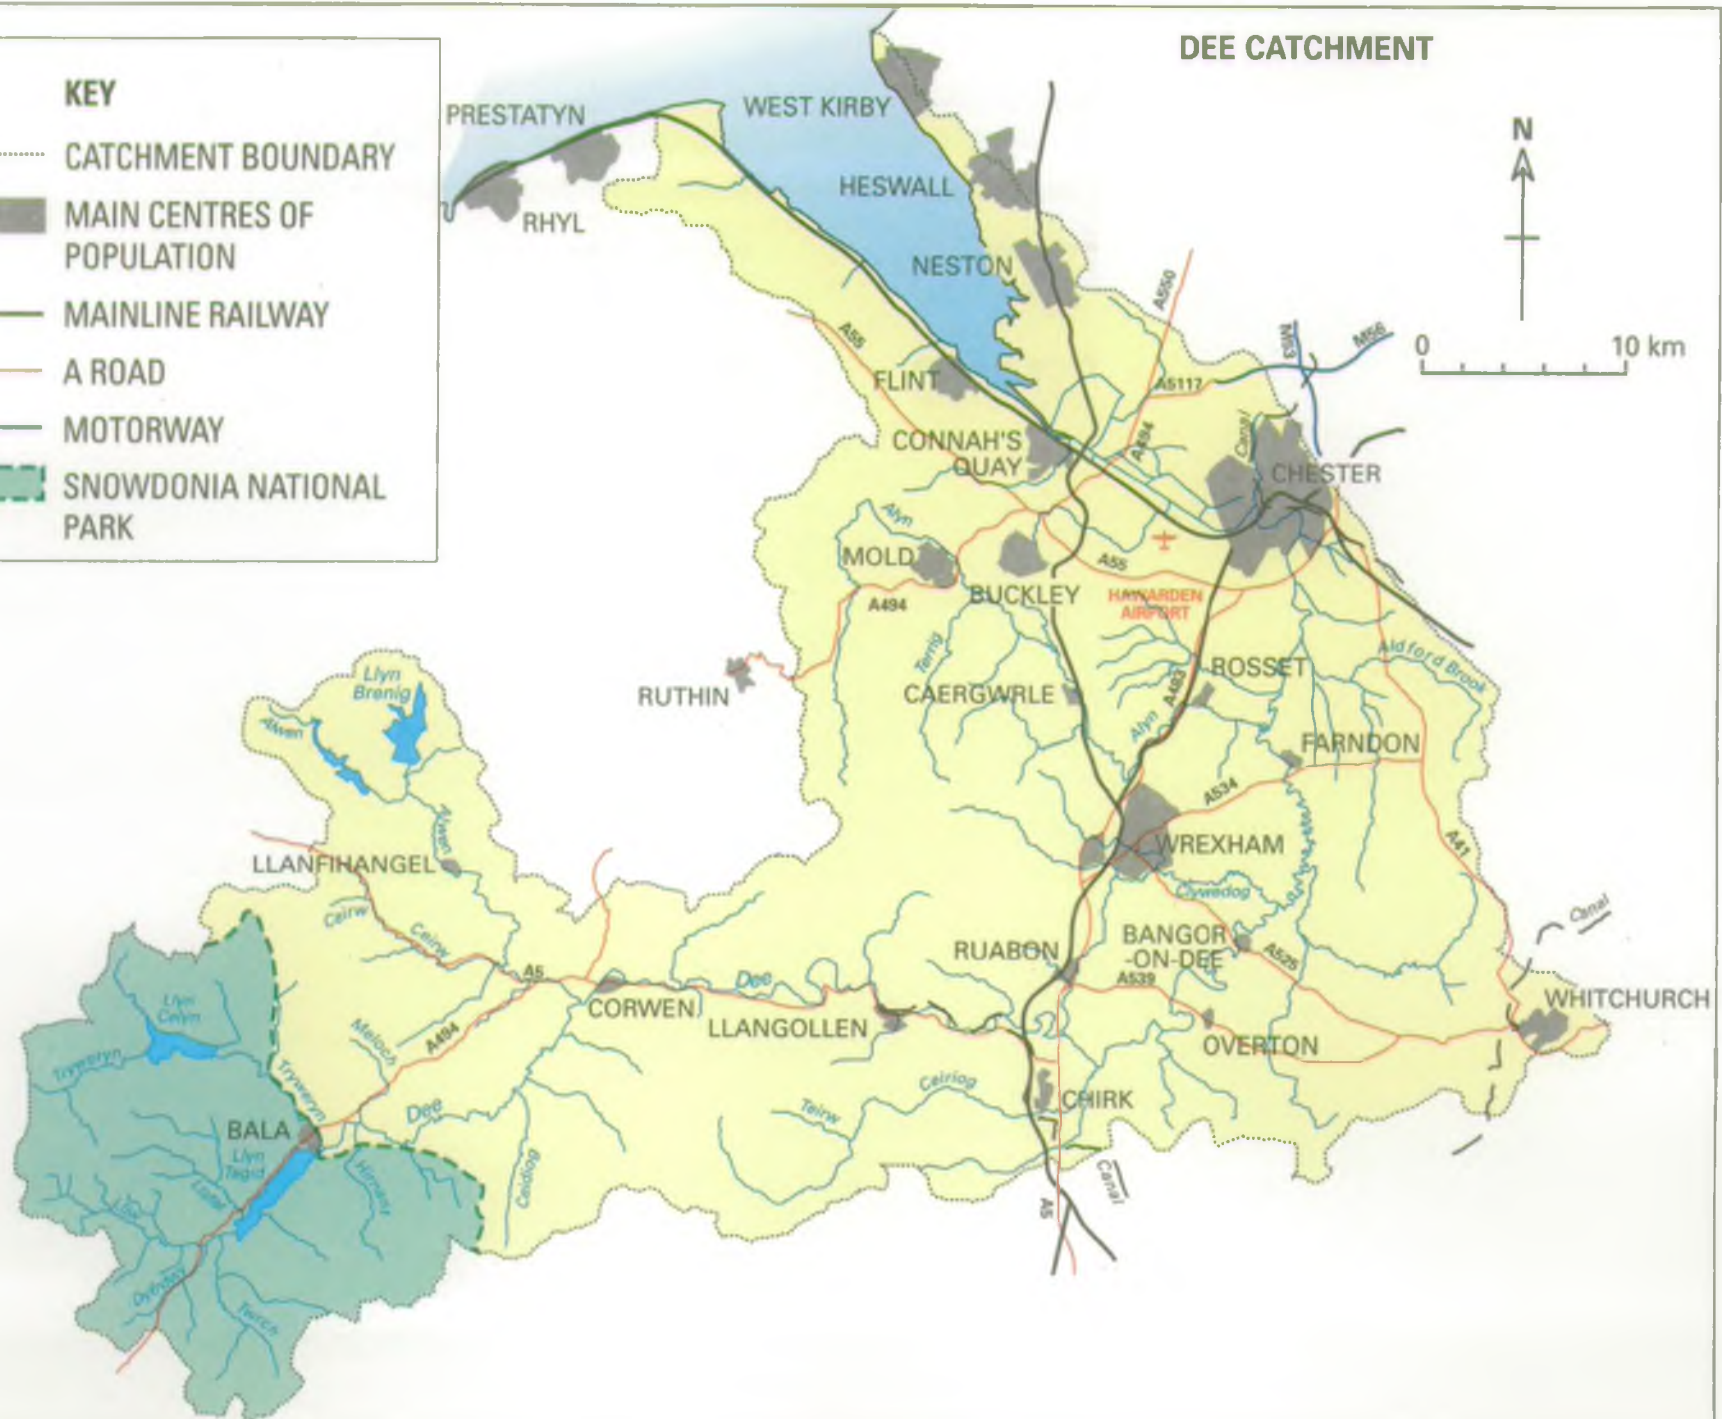 DEE CATCHMENT
KEY
CATCHMENT BOUNDARY
MAIN CENTRES OF
POPULATION
MAINLINE RAILWAY
A ROAD
MOTORWAY
SNOWDONIA NATIONAL
PARK
N
0 10 km
PRESTATYN
WEST KIRBY
HESWALL
RHYL
NESTON
A550
M53
M56
A55
FLINT
A5117
CONNAH'S
QUAY
A494
Canal
CHESTER
Alyn
MOLD
A55
BUCKLEY
A494
HAWARDEN
AIRPORT
Terrig
ROSSET
Aldford Brook
RUTHIN
CAERGWRLE
A483
Alyn
FARNDON
Llyn
Brenig
Alwen
A534
Alwen
WREXHAM
A41
LLANFIHANGEL
Clywedog
Ceirw
Ceirw
Canal
RUABON
BANGOR
-ON-DEE
A525
A5
Dee
A539
CORWEN
LLANGOLLEN
WHITCHURCH
OVERTON
Llyn
Celyn
Meloch
A494
Tryweryn
Tryweryn
Dee
Ceiriog
Teirw
CHIRK
BALA
Llyn
Tegid
Hirnant
Ceidiog
Canal
A5
Twrch